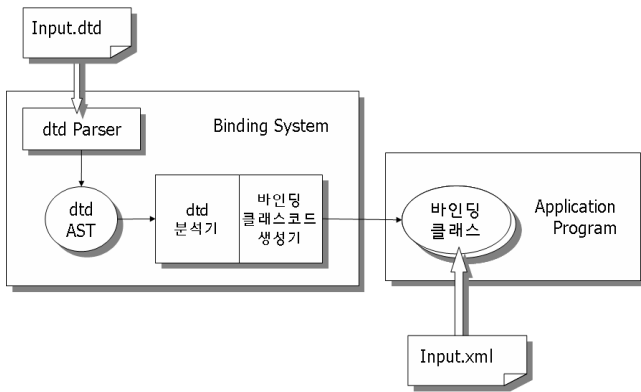 Input.dtd
dtd Parser
Binding System
dtd
AST
dtd
분석기
바인딩
클래스코드
생성기
바인딩
클래스
Application
Program
Input.xml